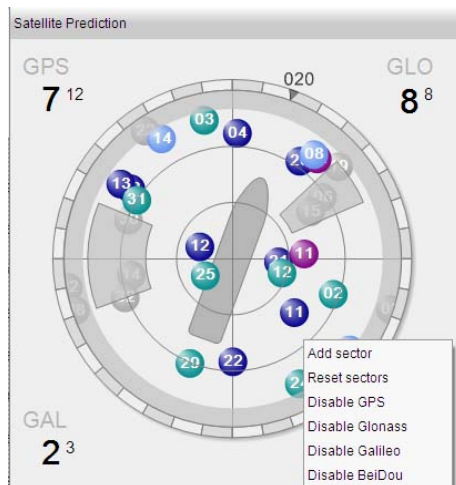 Satellite Prediction
GPS
7 12
GLO
8 8
020
03
04
14
08
13
31
12
25
11
12
02
11
29
22
24
Add sector
Reset sectors
Disable GPS
Disable Glonass
Disable Galileo
Disable BeiDou
GAL
2 3